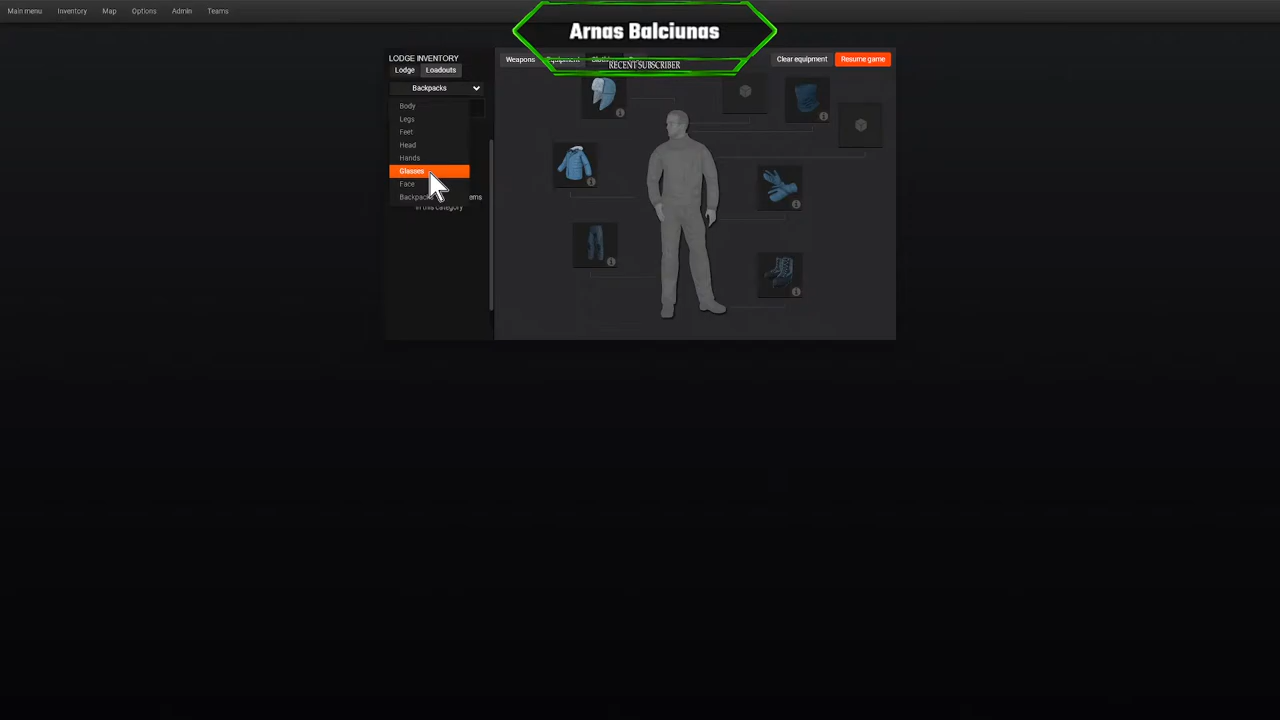 Main menu Inventory Map Options Admin Teams
Arnas Balciunas
RECENT SUBSCRIBER
LODGE INVENTORY
Lodge Loadouts
Weapons Equipment
Clear equipment Resume game
Backpacks
Body
Legs
Feet
Head
Hands
Glasses
Face
Backpacks
in this category